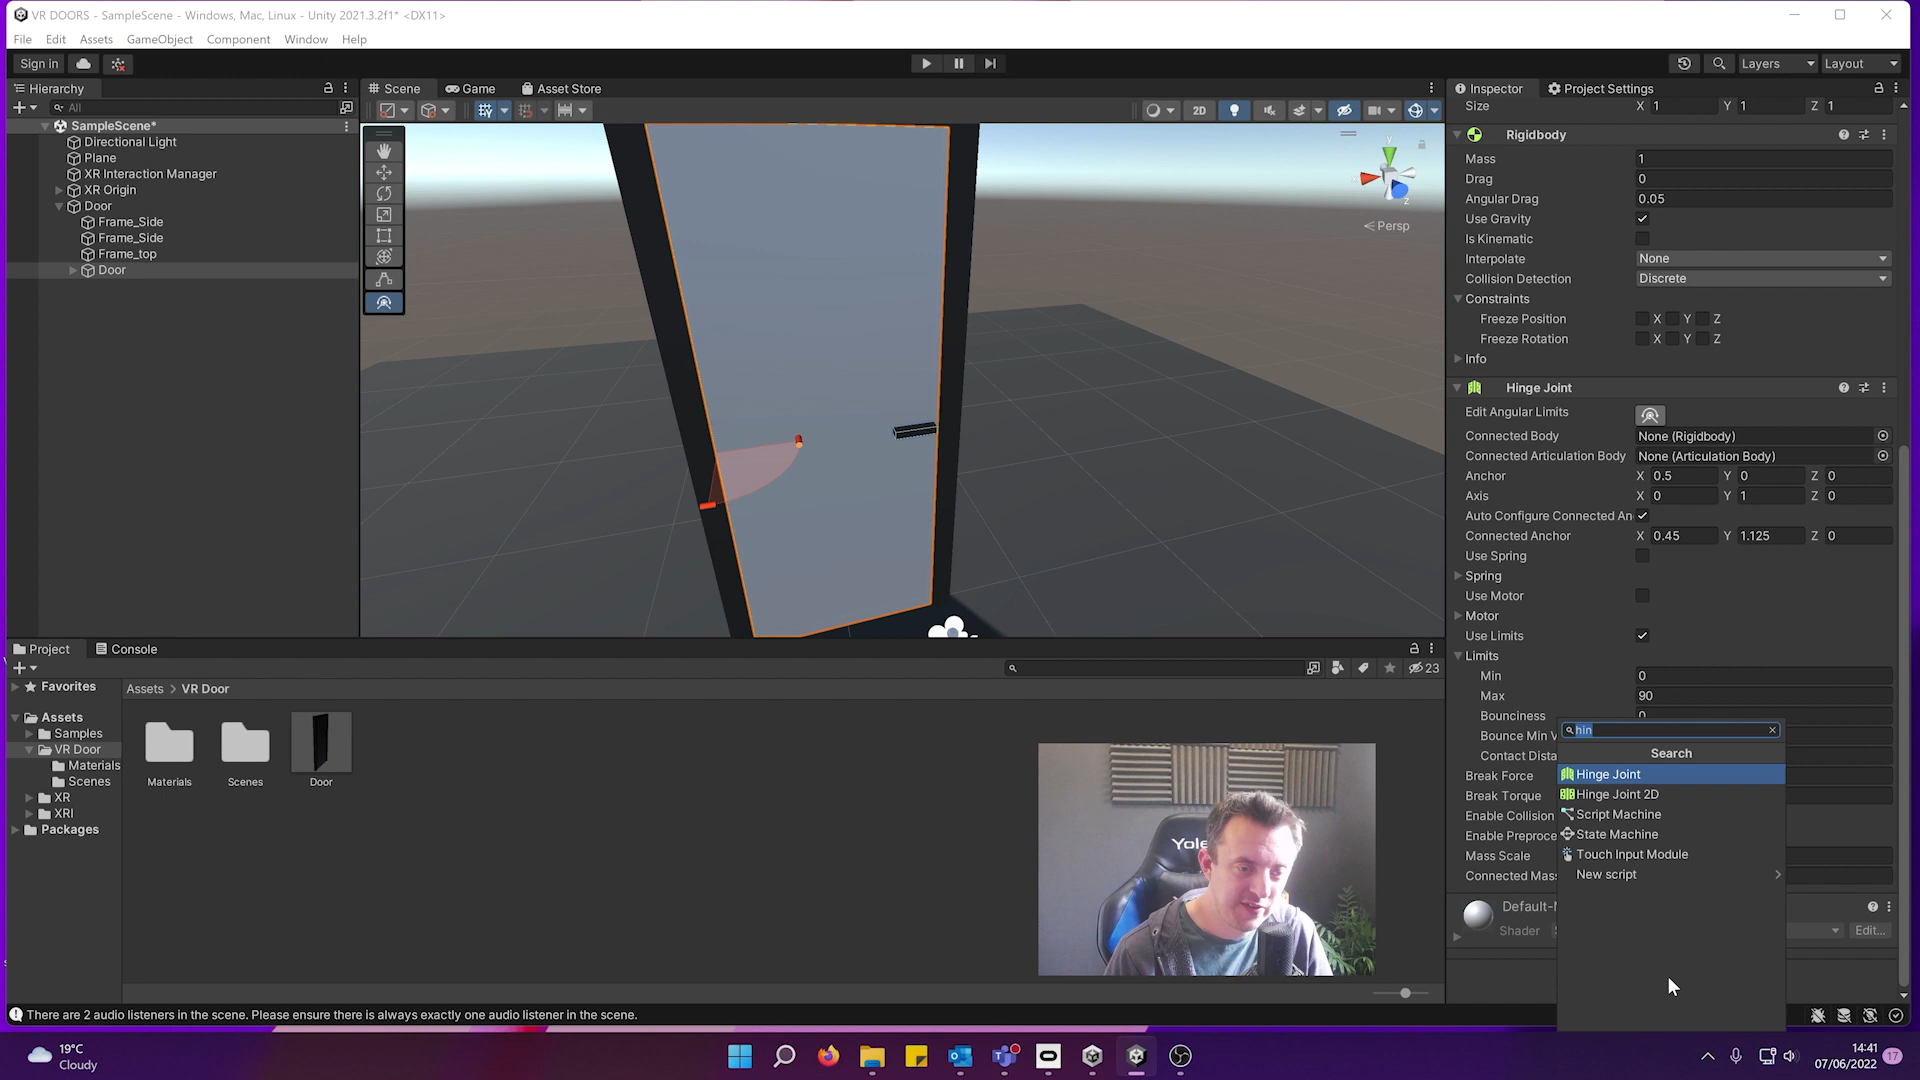 VR DOORS - SampleScene - Windows, Mac, Linux - Unity 2021.3.2f1* <DX11>
File Edit Assets GameObject Component Window Help
Sign in
Layers
Layout
Hierarchy
All
SampleScene*
Directional Light
Plane
XR Interaction Manager
XR Origin
Door
Frame_Side
Frame_Side
Frame_top
Door
Scene Game Asset Store
2D
y
z
Persp
Inspector Project Settings
Size X 1 Y 1 Z 1
Rigidbody
Mass 1
Drag 0
Angular Drag 0.05
Use Gravity
Is Kinematic
Interpolate None
Collision Detection Discrete
Constraints
Freeze Position X Y Z
Freeze Rotation X Y Z
Info
Hinge Joint
Edit Angular Limits
Connected Body None (Rigidbody)
Connected Articulation Body None (Articulation Body)
Anchor X 0.5 Y 0 Z 0
Axis X 0 Y 1 Z 0
Auto Configure Connected An
Connected Anchor X 0.45 Y 1.125 Z 0
Use Spring
Spring
Use Motor
Motor
Use Limits
Limits
Min 0
Max 90
Bounciness 0
Bounce Min V
Contact Dista
Break Force
Break Torque
Enable Collision
Enable Preproce
Mass Scale
Connected Mass
Default-
Shader
Edit...
hin
Search
Hinge Joint
Hinge Joint 2D
Script Machine
State Machine
Touch Input Module
New script
Project Console
23
Favorites
Assets
Samples
VR Door
Materials
Scenes
XR
XRI
Packages
Assets > VR Door
Materials
Scenes
Door
There are 2 audio listeners in the scene. Please ensure there is always exactly one audio listener in the scene.
19°C
Cloudy
14:41
07/06/2022
17